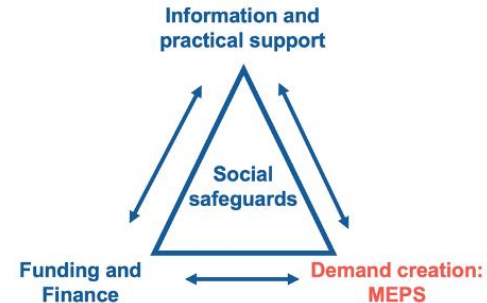 Information and
practical support
Social
safeguards
Funding and
Finance
Demand creation:
MEPS